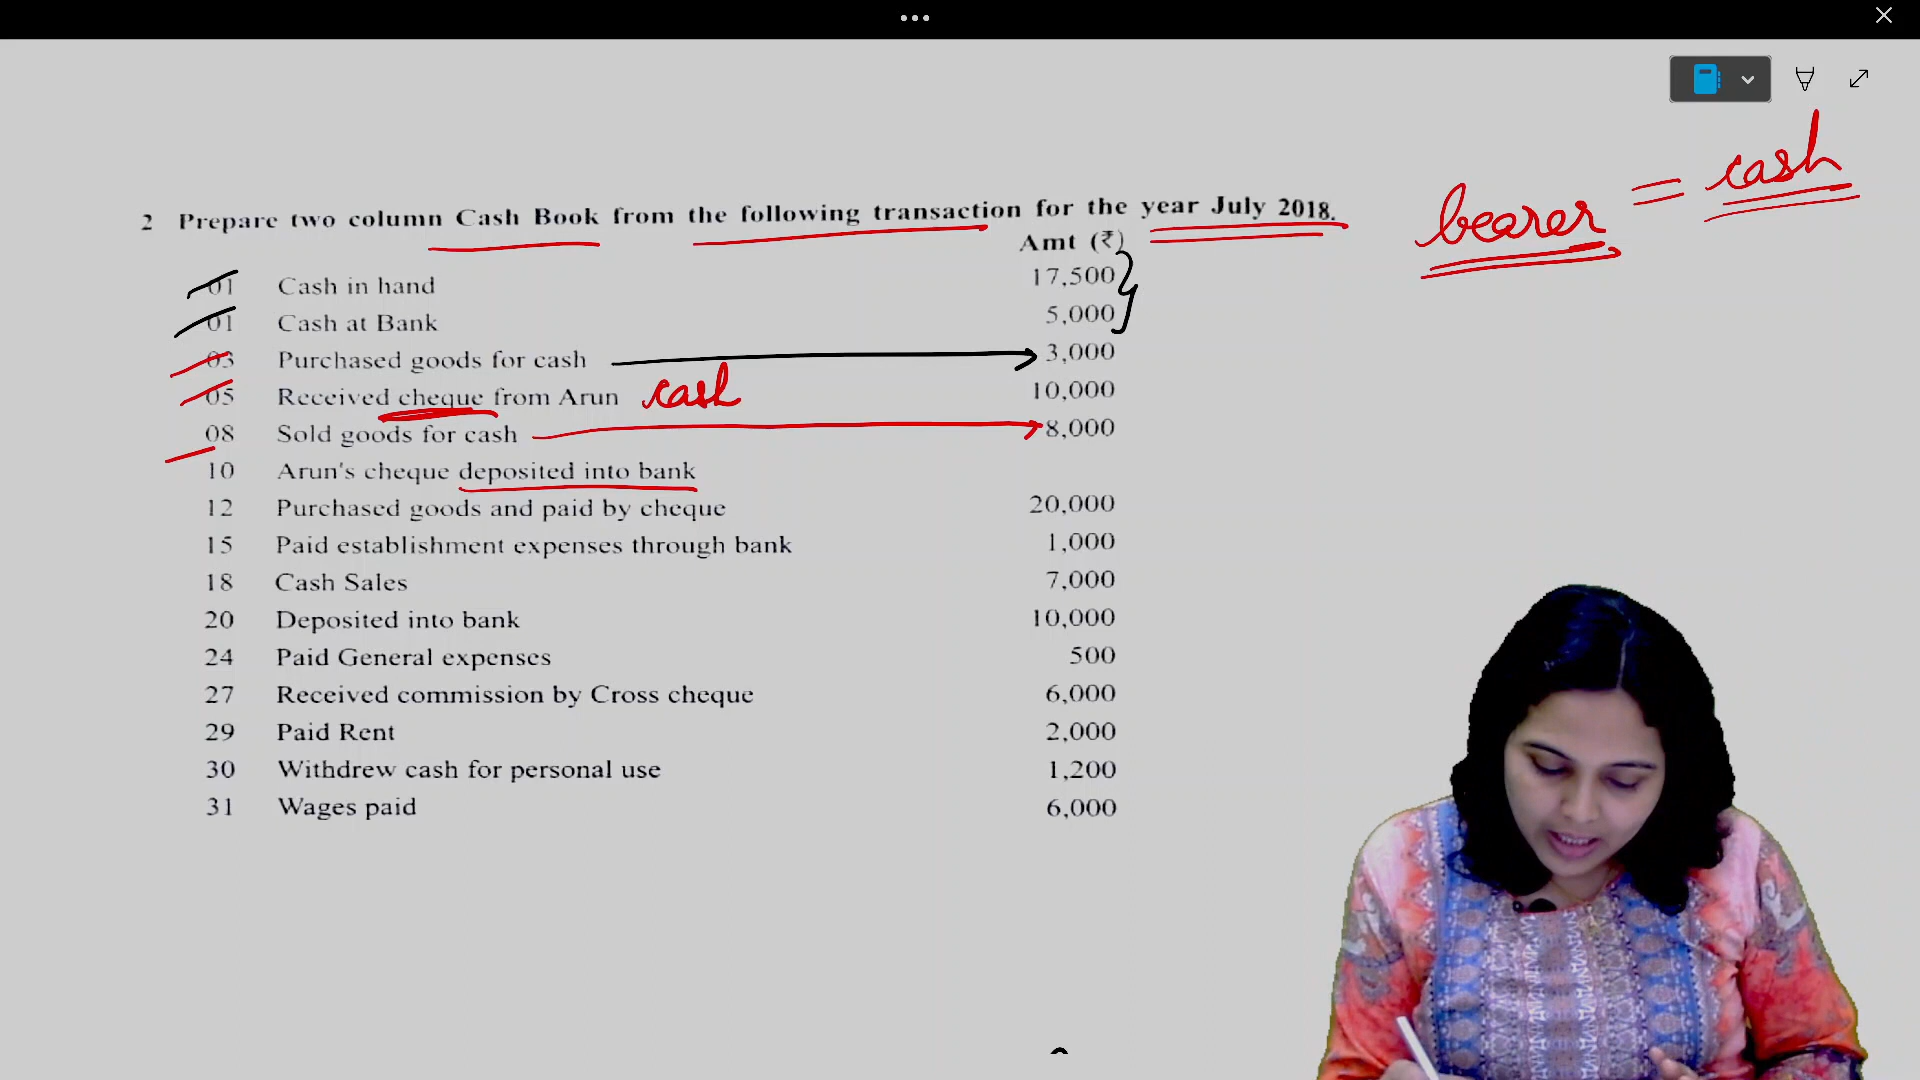 bearer = cash
2 Prepare two column Cash Book from the following transaction for the year July 2018.
Amt (₹)
01 Cash in hand 17,500
01 Cash at Bank 5,000
03 Purchased goods for cash 3,000
05 Received cheque from Arun cash 10,000
08 Sold goods for cash 8,000
10 Arun's cheque deposited into bank
12 Purchased goods and paid by cheque 20,000
15 Paid establishment expenses through bank 1,000
18 Cash Sales 7,000
20 Deposited into bank 10,000
24 Paid General expenses 500
27 Received commission by Cross cheque 6,000
29 Paid Rent 2,000
30 Withdrew cash for personal use 1,200
31 Wages paid 6,000